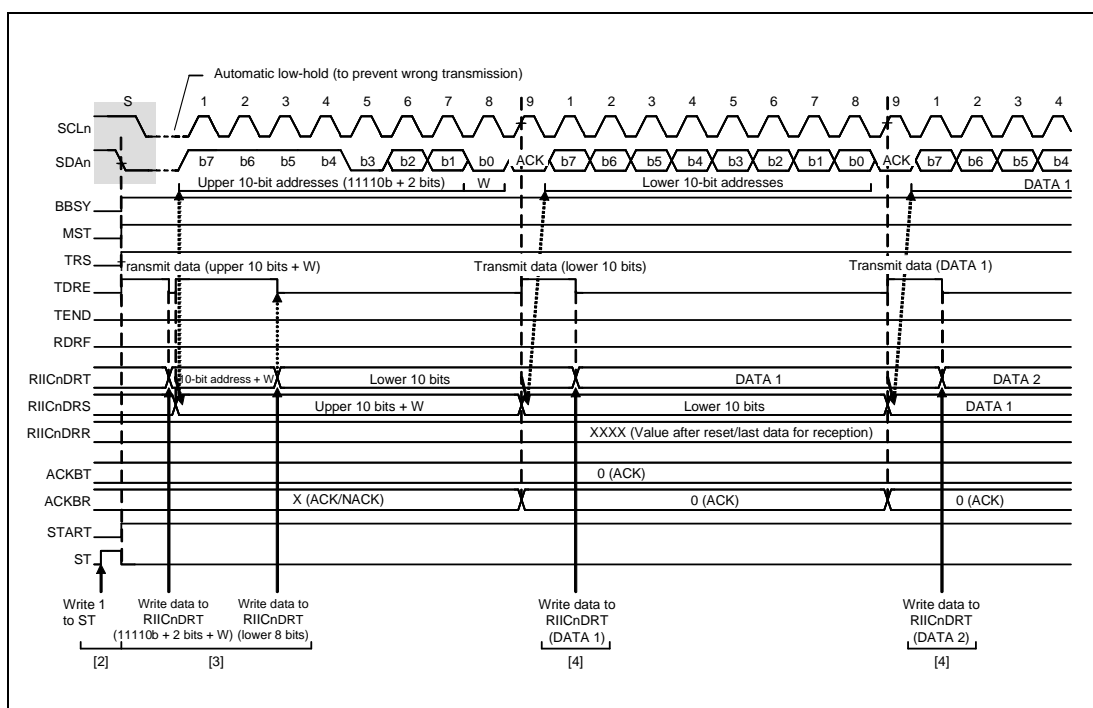 Automatic low-hold (to prevent wrong transmission)
S 1 2 3 4 5 6 7 8 9 1 2 3 4 5 6 7 8 9 1 2 3 4
SCLn
SDAn b7 b6 b5 b4 b3 b2 b1 b0 ACK b7 b6 b5 b4 b3 b2 b1 b0 ACK b7 b6 b5 b4
Upper 10-bit addresses (11110b + 2 bits) W Lower 10-bit addresses DATA 1
BBSY
MST
TRS
Transmit data (upper 10 bits + W) Transmit data (lower 10 bits) Transmit data (DATA 1)
TDRE
TEND
RDRF
RIICnDRT 10-bit address + W Lower 10 bits DATA 1 DATA 2
RIICnDRS Upper 10 bits + W Lower 10 bits DATA 1
RIICnDRR XXXX (Value after reset/last data for reception)
ACKBT 0 (ACK)
ACKBR X (ACK/NACK) 0 (ACK) 0 (ACK)
START
ST
Write 1
to ST
Write data to
RIICnDRT
(11110b + 2 bits + W)
Write data to
RIICnDRT
(lower 8 bits)
Write data to
RIICnDRT
(DATA 1)
Write data to
RIICnDRT
(DATA 2)
[2] [3] [4] [4]